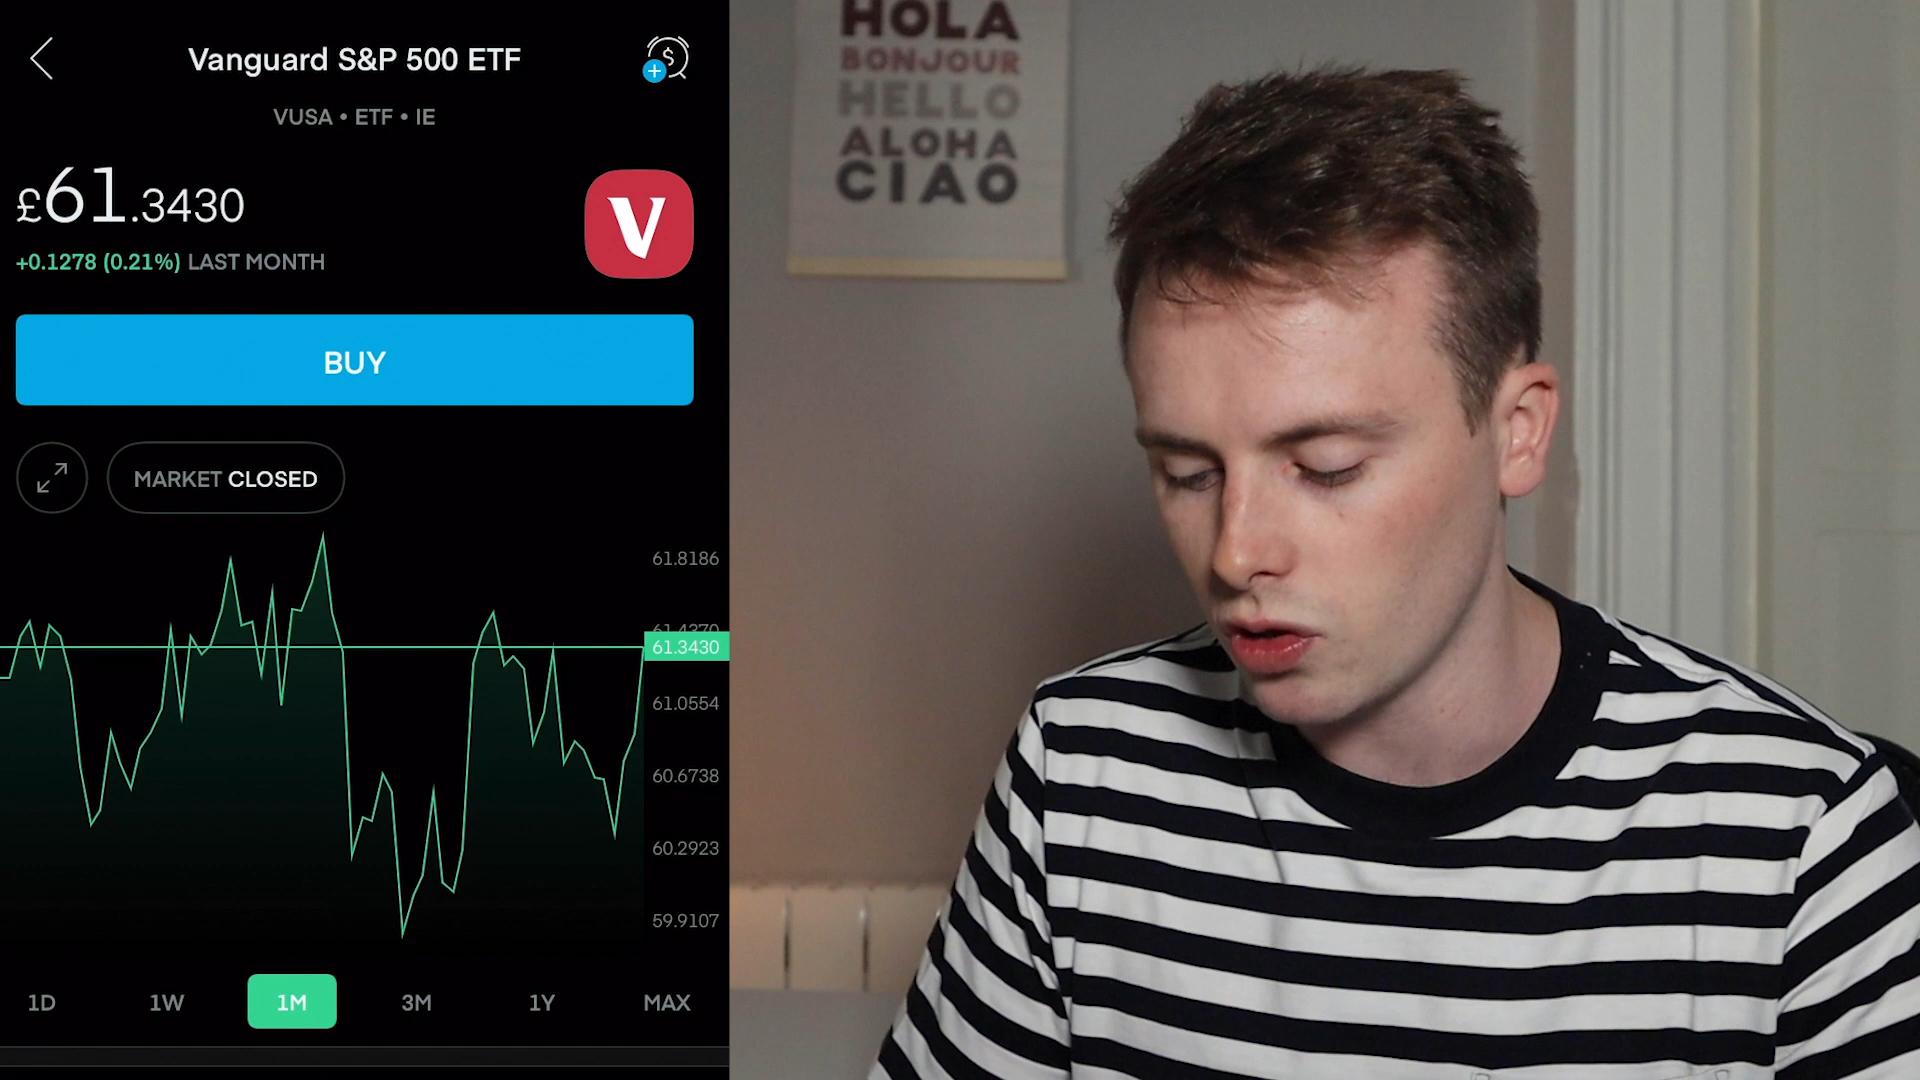 Vanguard S&P 500 ETF
VUSA • ETF • IE
£61.3430
+0.1278 (0.21%) LAST MONTH
V
BUY
MARKET CLOSED
61.8186
61.4370
61.3430
61.0554
60.6738
60.2923
59.9107
1D 1W 1M 3M 1Y MAX
HOLA
BONJOUR
HELLO
ALOHA
CIAO